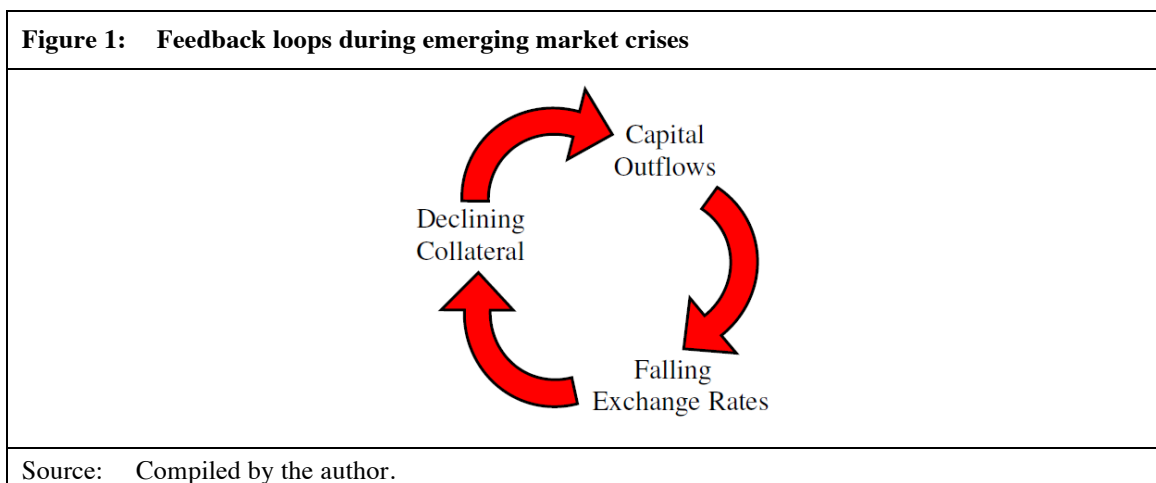 Figure 1: Feedback loops during emerging market crises
Capital
Outflows
Declining
Collateral
Falling
Exchange Rates
Source: Compiled by the author.